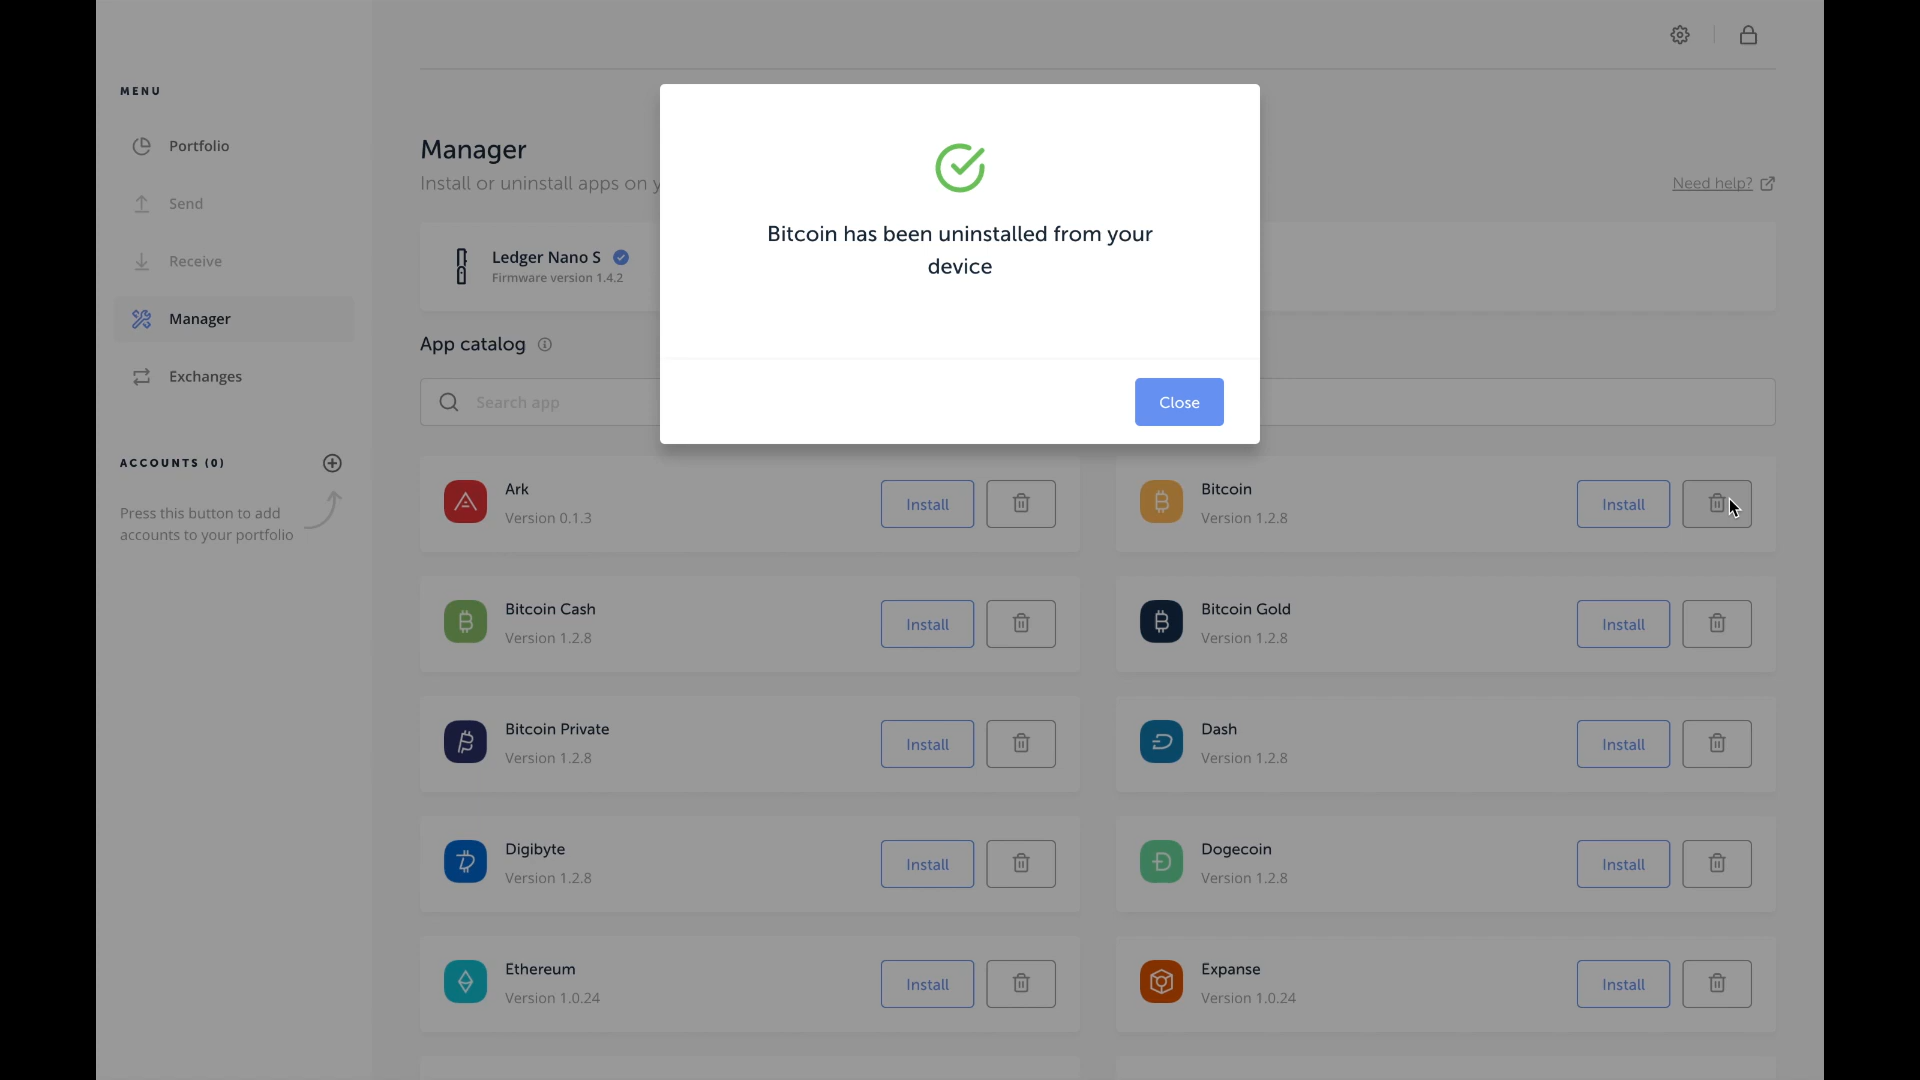 MENU
Portfolio
Send
Receive
Manager
Exchanges
ACCOUNTS (0)
Press this button to add
accounts to your portfolio
Manager
Install or uninstall apps on y
Need help?
Ledger Nano S
Firmware version 1.4.2
App catalog
Search app
Bitcoin has been uninstalled from your
device
Close
Ark
Version 0.1.3
Install
Bitcoin
Version 1.2.8
Install
Bitcoin Cash
Version 1.2.8
Install
Bitcoin Gold
Version 1.2.8
Install
Bitcoin Private
Version 1.2.8
Install
Dash
Version 1.2.8
Install
Digibyte
Version 1.2.8
Install
Dogecoin
Version 1.2.8
Install
Ethereum
Version 1.0.24
Install
Expanse
Version 1.0.24
Install